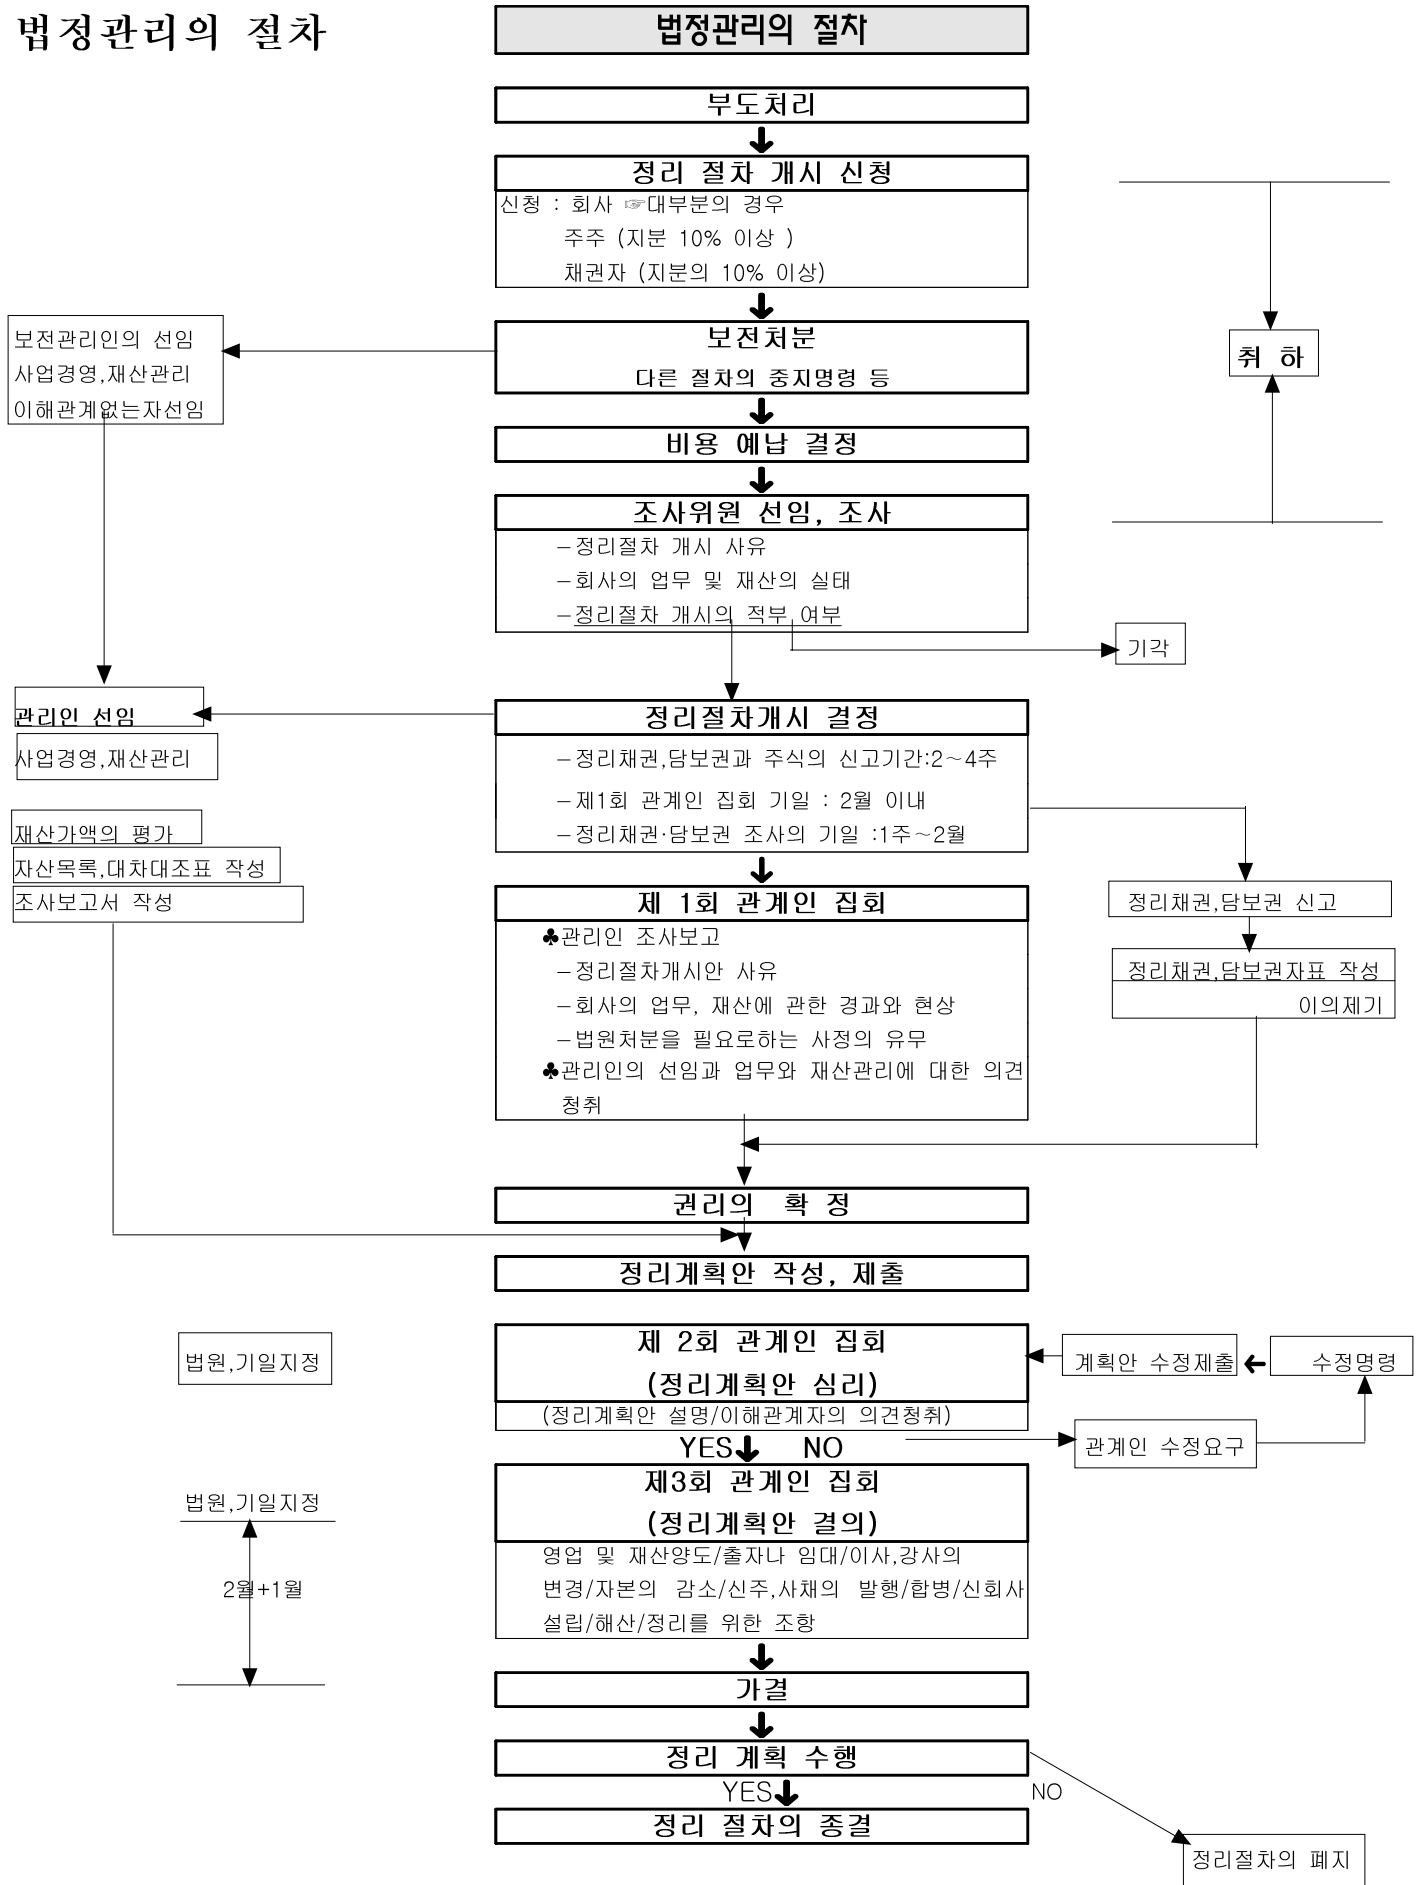 법정관리의 절차
법정관리의 절차
부도처리
정리 절차 개시 신청
신청 : 회사 ☞대부분의 경우
주주 (지분 10% 이상 )
채권자 (지분의 10% 이상)
보전처분
다른 절차의 중지명령 등
보전관리인의 선임
사업경영,재산관리
이해관계없는자선임
취 하
비용 예납 결정
조사위원 선임, 조사
–정리절차 개시 사유
–회사의 업무 및 재산의 실태
–정리절차 개시의 적부 여부
기각
관리인 선임
사업경영,재산관리
정리절차개시 결정
–정리채권,담보권과 주식의 신고기간:2~4주
–제1회 관계인 집회 기일 : 2월 이내
–정리채권·담보권 조사의 기일 :1주~2월
재산가액의 평가
자산목록,대차대조표 작성
조사보고서 작성
제 1회 관계인 집회
♣관리인 조사보고
–정리절차개시안 사유
–회사의 업무, 재산에 관한 경과와 현상
–법원처분을 필요로하는 사정의 유무
♣관리인의 선임과 업무와 재산관리에 대한 의견
청취
정리채권,담보권 신고
정리채권,담보권자표 작성
이의제기
권리의 확 정
정리계획안 작성, 제출
법원,기일지정
제 2회 관계인 집회
(정리계획안 심리)
(정리계획안 설명/이해관계자의 의견청취)
계획안 수정제출
수정명령
YES NO
관계인 수정요구
법원,기일지정
2월+1월
제3회 관계인 집회
(정리계획안 결의)
영업 및 재산양도/출자나 임대/이사,강사의
변경/자본의 감소/신주,사채의 발행/합병/신회사
설립/해산/정리를 위한 조항
가결
정리 계획 수행
YES
NO
정리 절차의 종결
정리절차의 폐지